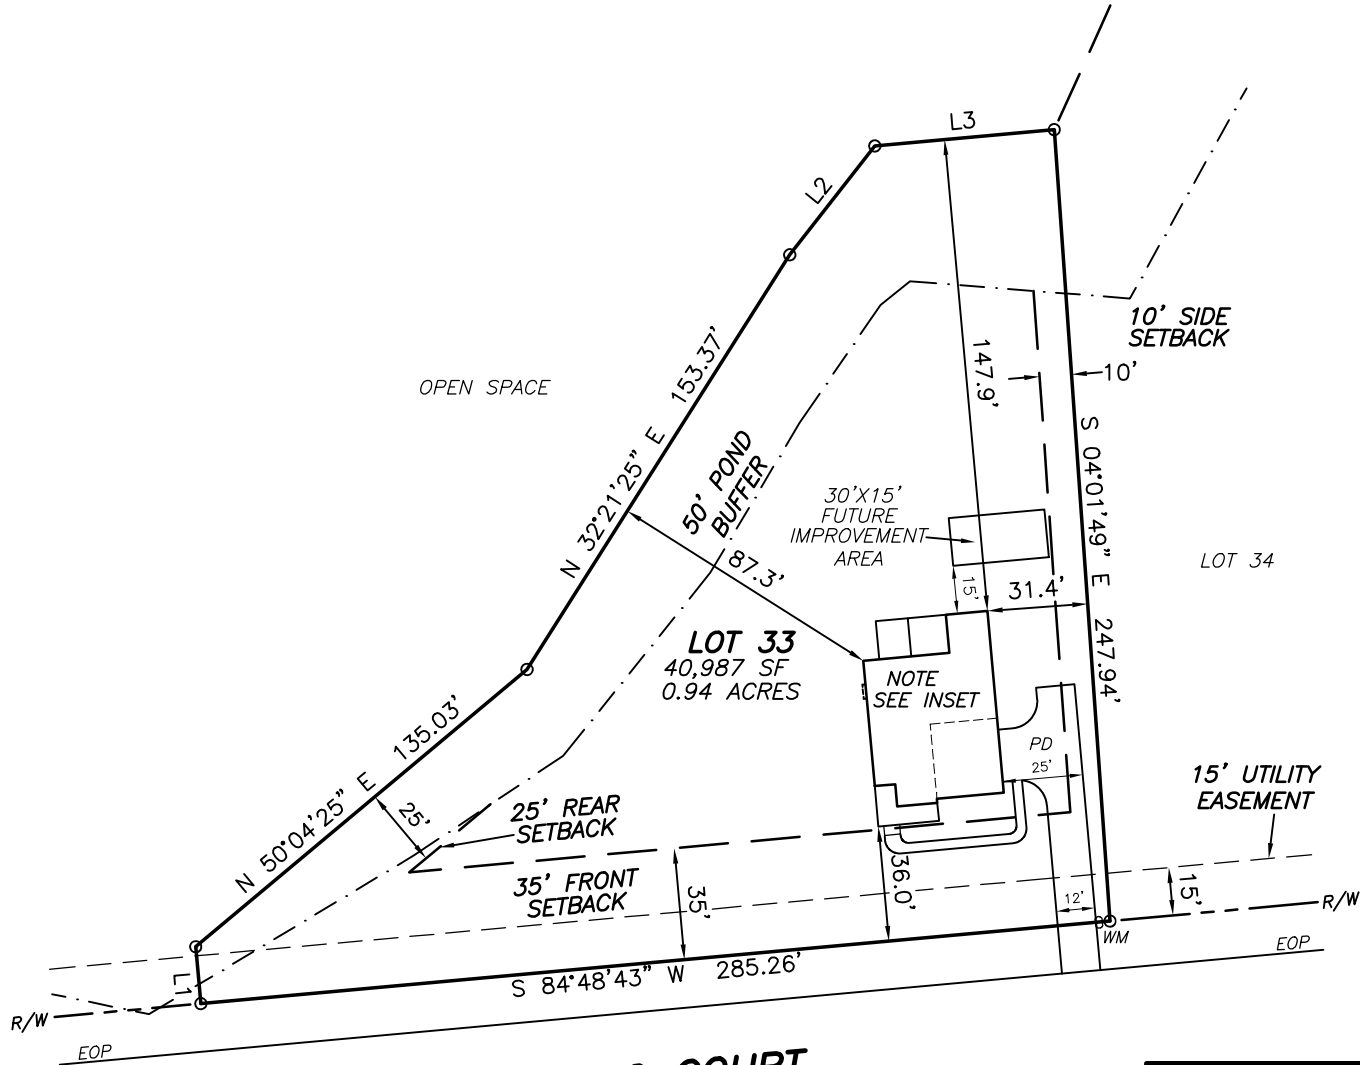 L3
L2
10' SIDE
SETBACK
10'
147.9'
OPEN SPACE
N 32°21'25" E 153.37'
50' POND
BUFFER
30'X15'
FUTURE
IMPROVEMENT
AREA
S 04°01'49" E 247.94'
LOT 34
87.3'
15'
31.4'
LOT 33
40,987 SF
0.94 ACRES
NOTE
SEE INSET
N 50°04'25" E 135.03'
PD
25'
15' UTILITY
EASEMENT
25'
25' REAR
SETBACK
35' FRONT
SETBACK
35'
36.0'
12'
15'
WM
R/W
EOP
L1
S 84°48'43" W 285.26'
R/W
EOP
COURT